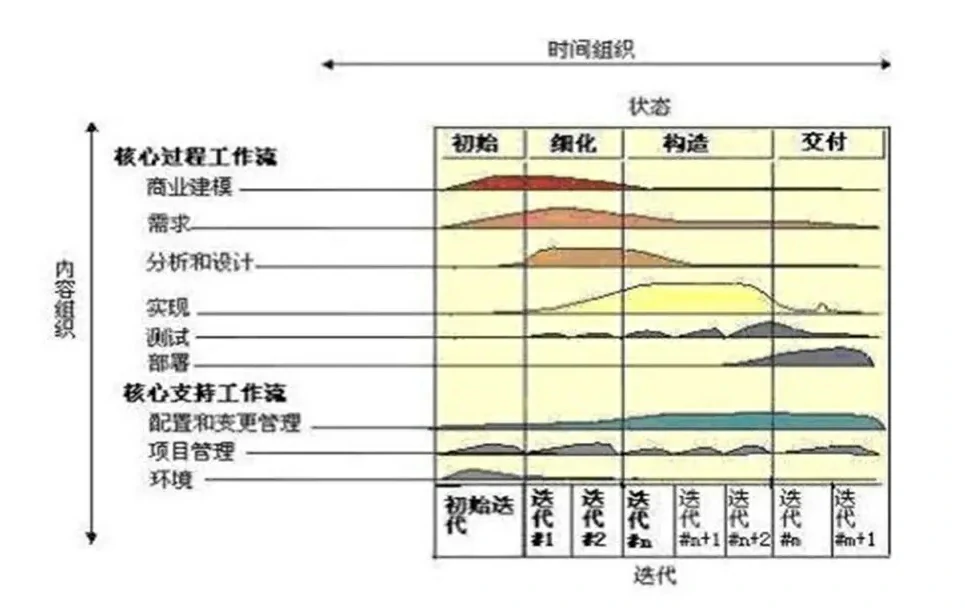 时间组织
状态
初始 细化 构造 交付
核心过程工作流
商业建模
需求
分析和设计
实现
测试
部署
核心支持工作流
配置和变更管理
项目管理
环境
内容组织
初始迭
代
迭
代
#1
迭
代
#2
迭
代
#n
迭
代
#n+1
迭
代
#n+2
迭
代
#m
迭
代
#m+1
迭代